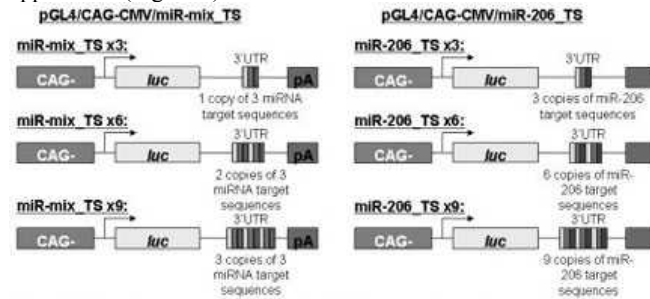 pGL4/CAG-CMV/miR-mix_TS
miR-mix_TS x3:
3'UTR
CAG-
luc
pA
1 copy of 3 miRNA
target sequences
miR-mix_TS x6:
3'UTR
CAG-
luc
pA
2 copies of 3
miRNA target
sequences
miR-mix_TS x9:
3'UTR
CAG-
luc
pA
3 copies of 3
miRNA target
sequences
pGL4/CAG-CMV/miR-206_TS
miR-206_TS x3:
3'UTR
CAG-
luc
3 copies of miR-206
target sequences
miR-206_TS x6:
3'UTR
CAG-
luc
6 copies of miR-
206 target
sequences
miR-206_TS x9:
3'UTR
CAG-
luc
9 copies of miR-
206 target
sequences